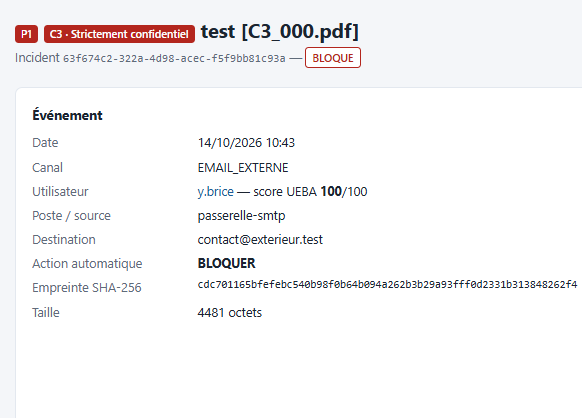 P1 C3 · Strictement confidentiel test [C3_000.pdf]
Incident 63f674c2-322a-4d98-acec-f5f9bb81c93a — BLOQUE
Événement
Date 14/10/2026 10:43
Canal EMAIL_EXTERNE
Utilisateur y.brice — score UEBA 100/100
Poste / source passerelle-smtp
Destination contact@exterieur.test
Action automatique BLOQUER
Empreinte SHA-256 cdc701165bfefebc540b98f0b64b094a262b3b29a93fff0d2331b313848262f4
Taille 4481 octets